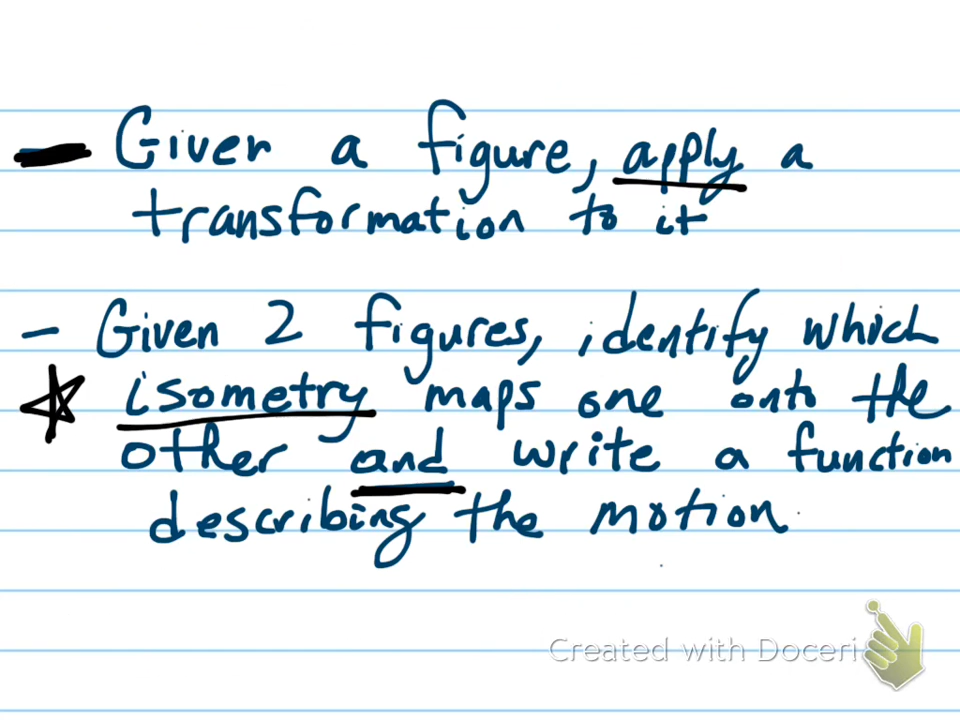 - Given a figure, apply a
transformation to it
- Given 2 figures, identify which
isometry maps one onto the
other and write a function
describing the motion
Created with Doceri